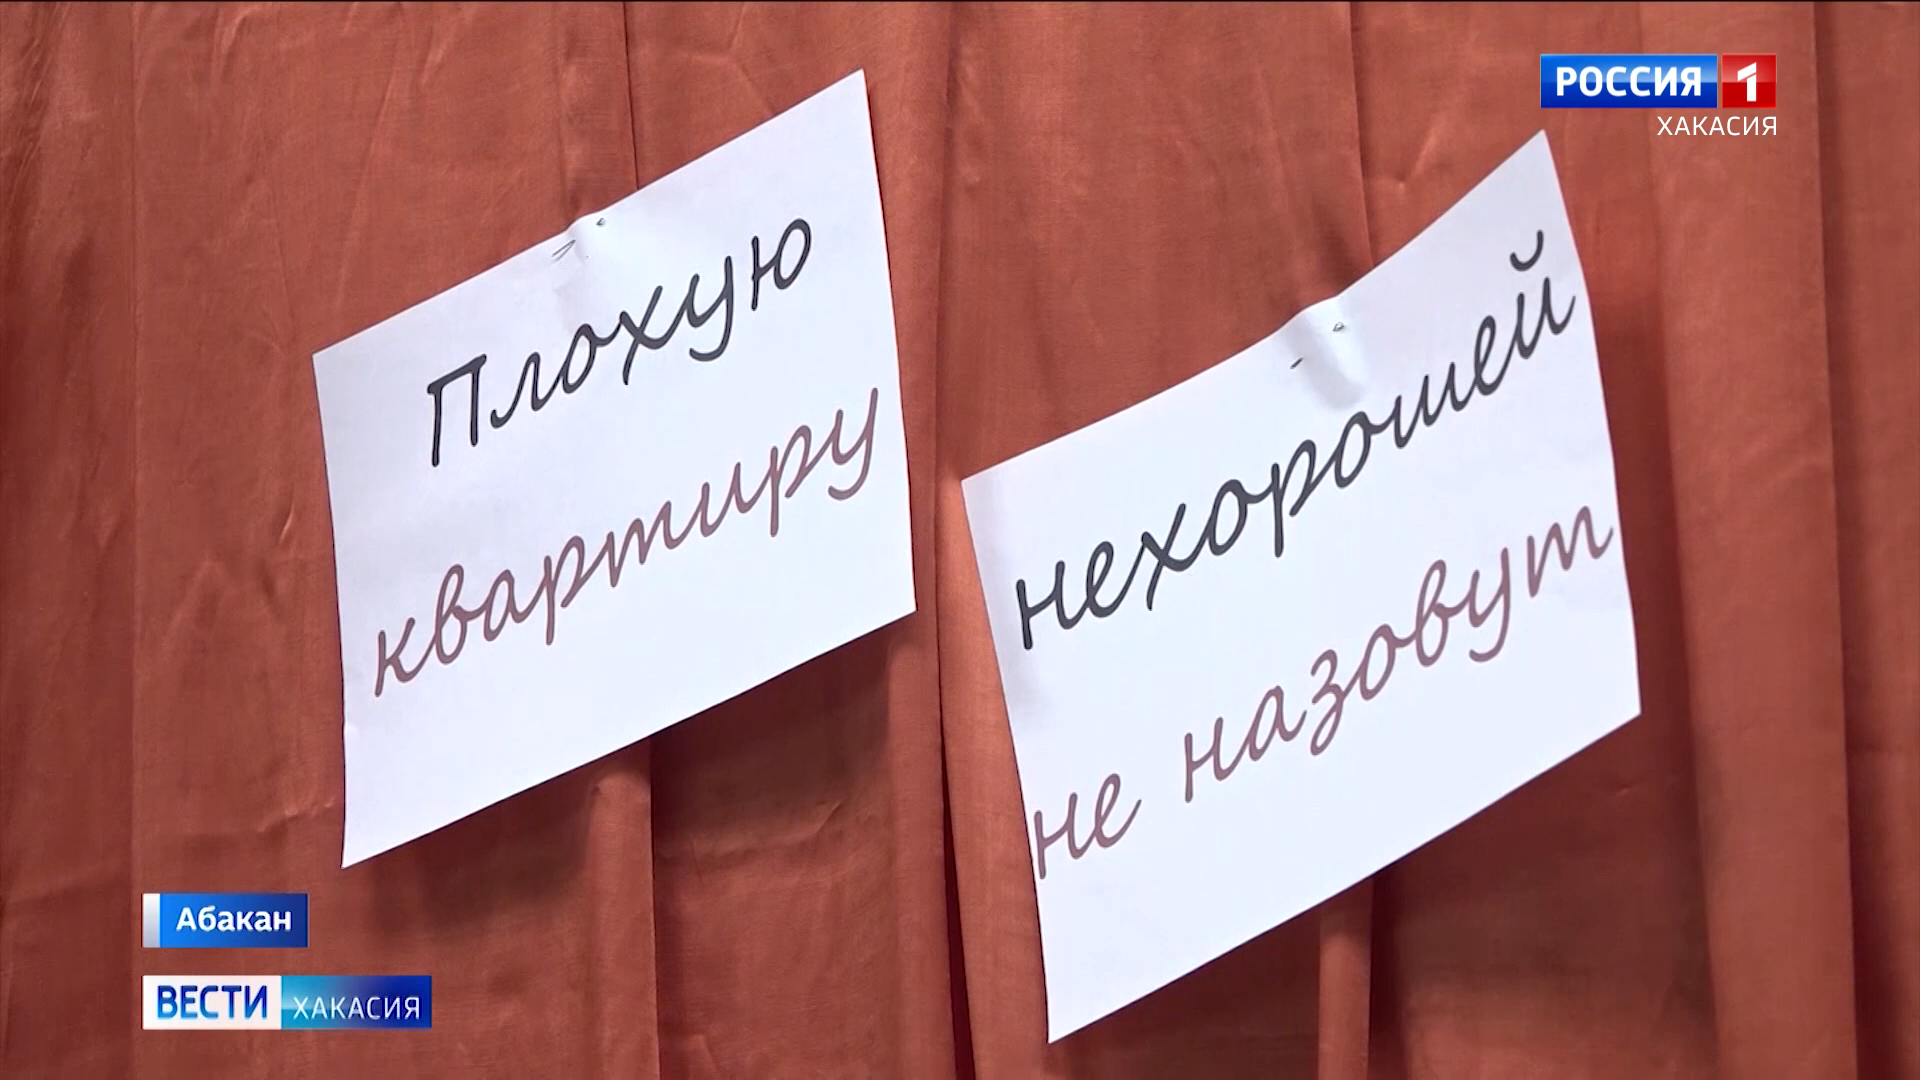 РОССИЯ 1
ХАКАСИЯ
Плохую
квартиру
нехорошей
не назовут
Абакан
ВЕСТИ ХАКАСИЯ